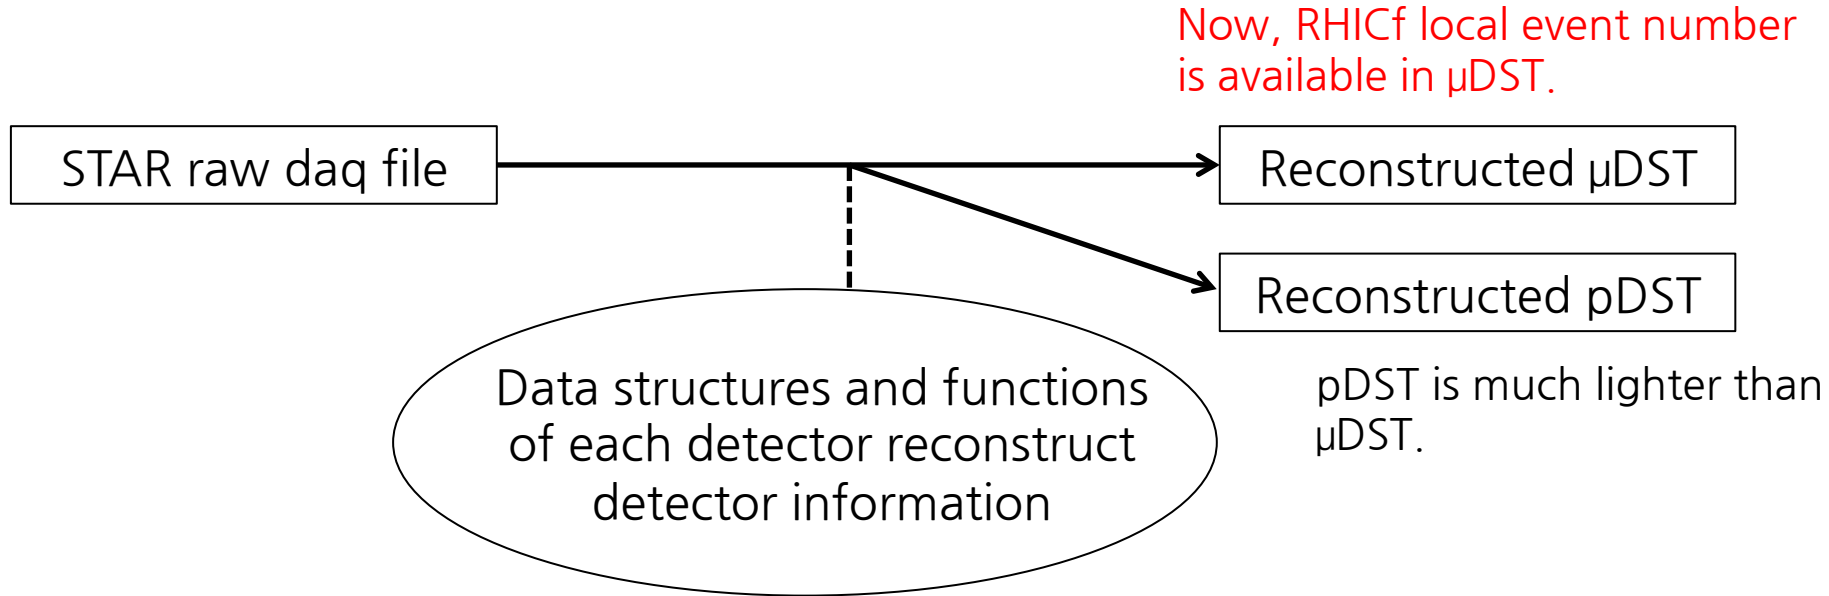 Now, RHICf local event number
is available in μDST.
STAR raw daq file
Reconstructed μDST
Reconstructed pDST
Data structures and functions
of each detector reconstruct
detector information
pDST is much lighter than
μDST.